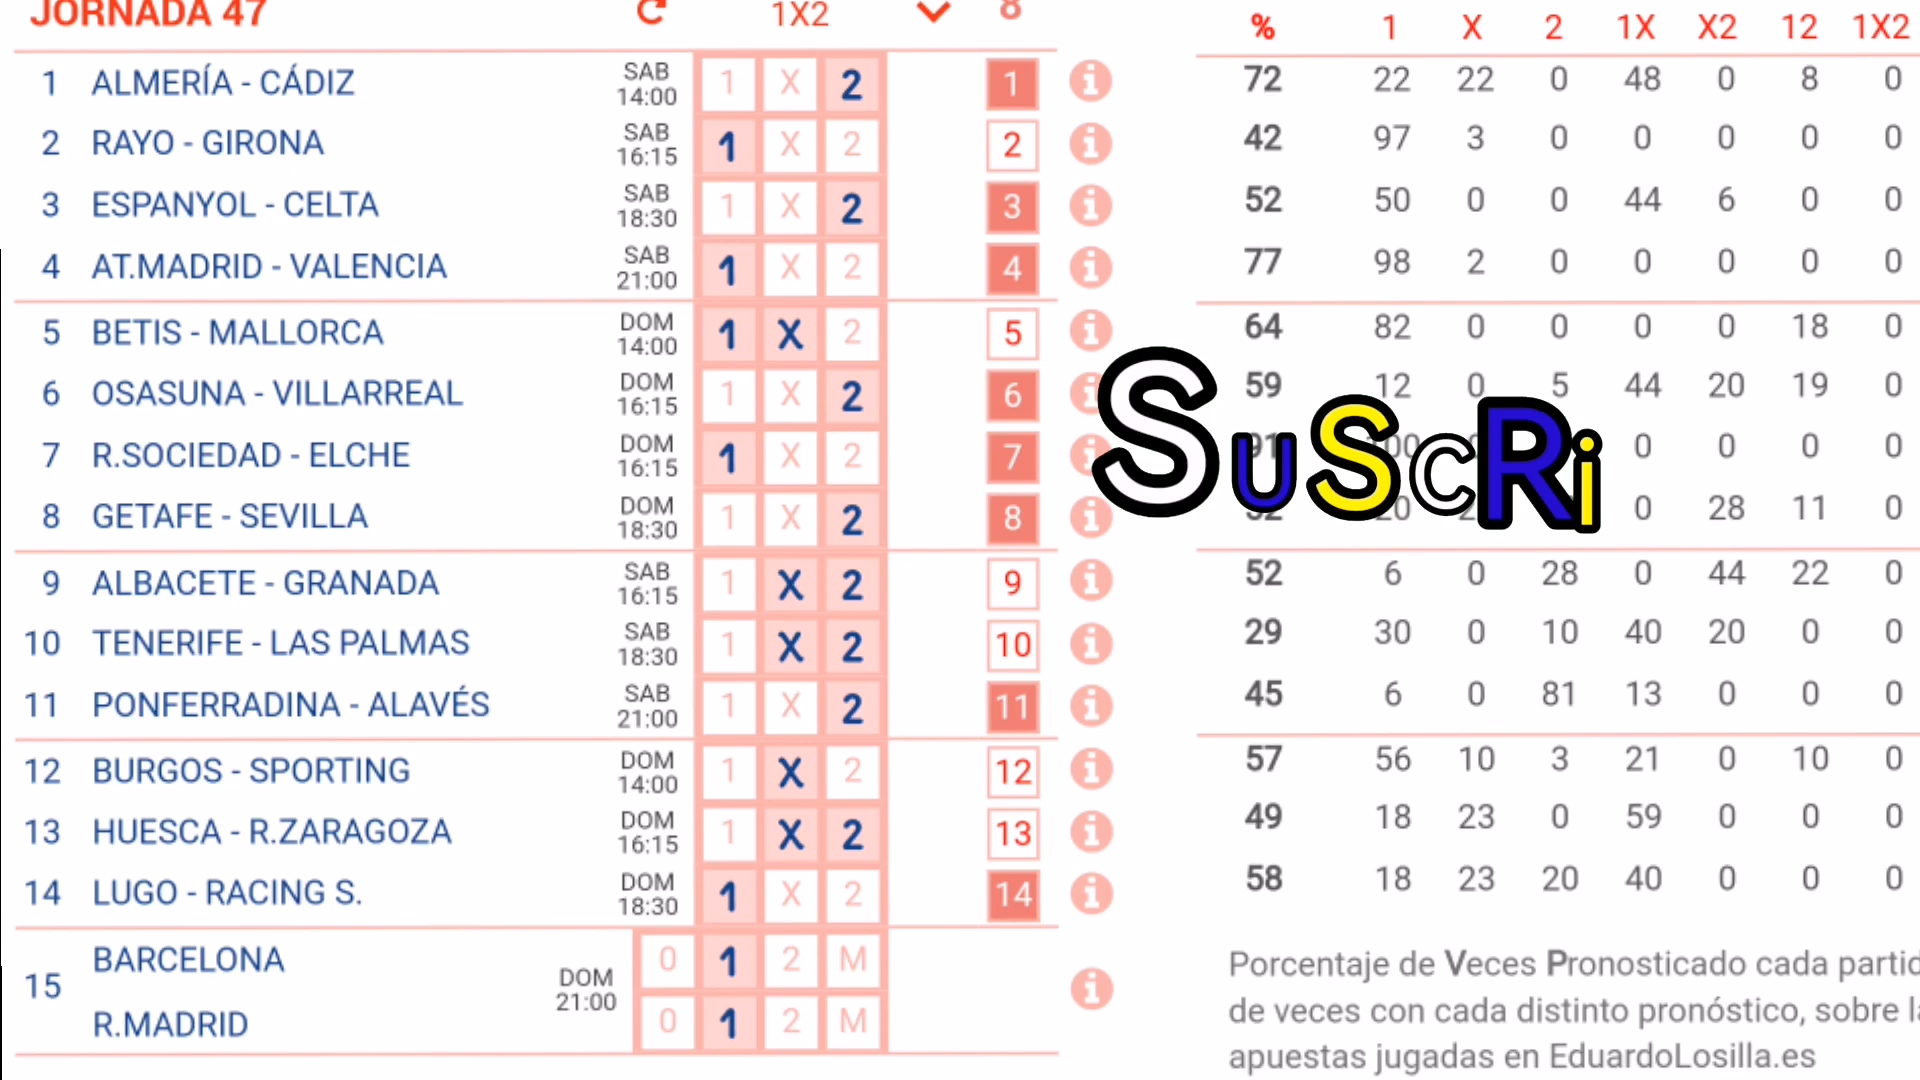 JORNADA 47 1X2 8
1 ALMERÍA - CÁDIZ SAB 14:00 1 X 2 1 i
2 RAYO - GIRONA SAB 16:15 1 X 2 2 i
3 ESPANYOL - CELTA SAB 18:30 1 X 2 3 i
4 AT.MADRID - VALENCIA SAB 21:00 1 X 2 4 i
5 BETIS - MALLORCA DOM 14:00 1 X 2 5 i
6 OSASUNA - VILLARREAL DOM 16:15 1 X 2 6 i
7 R.SOCIEDAD - ELCHE DOM 16:15 1 X 2 7 i
8 GETAFE - SEVILLA DOM 18:30 1 X 2 8 i
9 ALBACETE - GRANADA SAB 16:15 1 X 2 9 i
10 TENERIFE - LAS PALMAS SAB 18:30 1 X 2 10 i
11 PONFERRADINA - ALAVÉS SAB 21:00 1 X 2 11 i
12 BURGOS - SPORTING DOM 14:00 1 X 2 12 i
13 HUESCA - R.ZARAGOZA DOM 16:15 1 X 2 13 i
14 LUGO - RACING S. DOM 18:30 1 X 2 14 i
15 BARCELONA DOM 21:00 0 1 2 M i
R.MADRID 0 1 2 M
% 1 X 2 1X X2 12 1X2
72 22 22 0 48 0 8 0
42 97 3 0 0 0 0 0
52 50 0 0 44 6 0 0
77 98 2 0 0 0 0 0
64 82 0 0 0 0 18 0
59 12 0 5 44 20 19 0
0 0 0 0
0 28 11 0
SuScRi
52 6 0 28 0 44 22 0
29 30 0 10 40 20 0 0
45 6 0 81 13 0 0 0
57 56 10 3 21 0 10 0
49 18 23 0 59 0 0 0
58 18 23 20 40 0 0 0
Porcentaje de Veces Pronosticado cada
de veces con cada distinto pronóstico, sobre
apuestas jugadas en EduardoLosilla.es